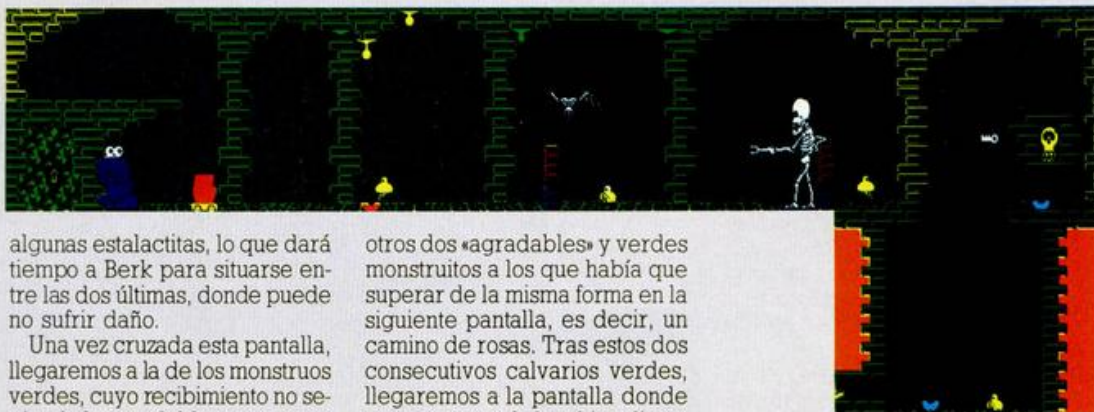 algunas estalactitas, lo que dará
tiempo a Berk para situarse en-
tre las dos últimas, donde puede
no sufrir daño.
Una vez cruzada esta pantalla,
llegaremos a la de los monstruos
verdes, cuyo recibimiento no se-
otros dos «agradables» y verdes
monstruitos a los que había que
superar de la misma forma en la
siguiente pantalla, es decir, un
camino de rosas. Tras estos dos
consecutivos calvarios verdes,
llegaremos a la pantalla donde